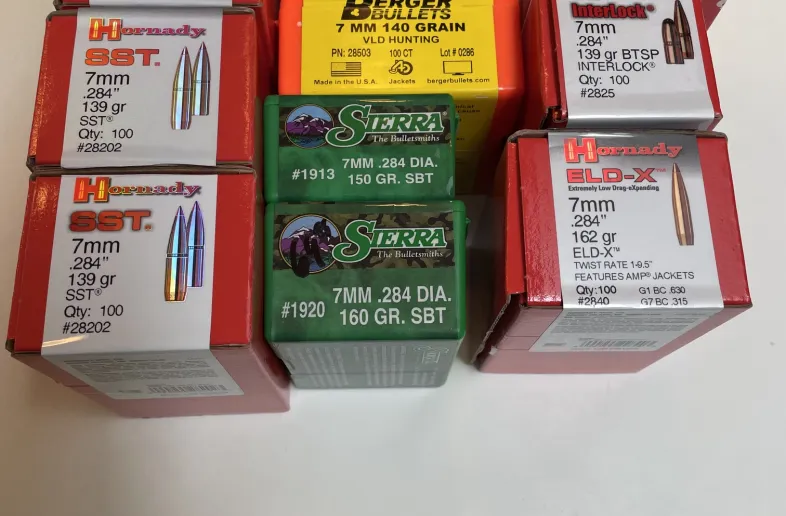 Hornady
SST.
7mm
.284"
139 gr
SST®
Qty: 100
#28202
Hornady
SST.
7mm
.284"
139 gr
SST®
Qty: 100
#28202
BERGER
BULLETS
7 MM 140 GRAIN
VLD HUNTING
PN: 28503 100 CT Lot # 0286
Made in the U.S.A. Jackets bergerbullets.com
SIERRA
The Bulletsmiths
#1913
7MM .284 DIA.
150 GR. SBT
SIERRA
The Bulletsmiths
#1920
7MM .284 DIA.
160 GR. SBT
InterLock®
7mm
.284"
139 gr BTSP
INTERLOCK®
Qty: 100
#2825
Hornady
ELD-X™
Extremely Low Drag-eXpanding
7mm
.284"
162 gr
ELD-X™
TWIST RATE 1-9.5"
FEATURES AMP® JACKETS
Qty:100 G1 BC .630
#2840 G7 BC .315